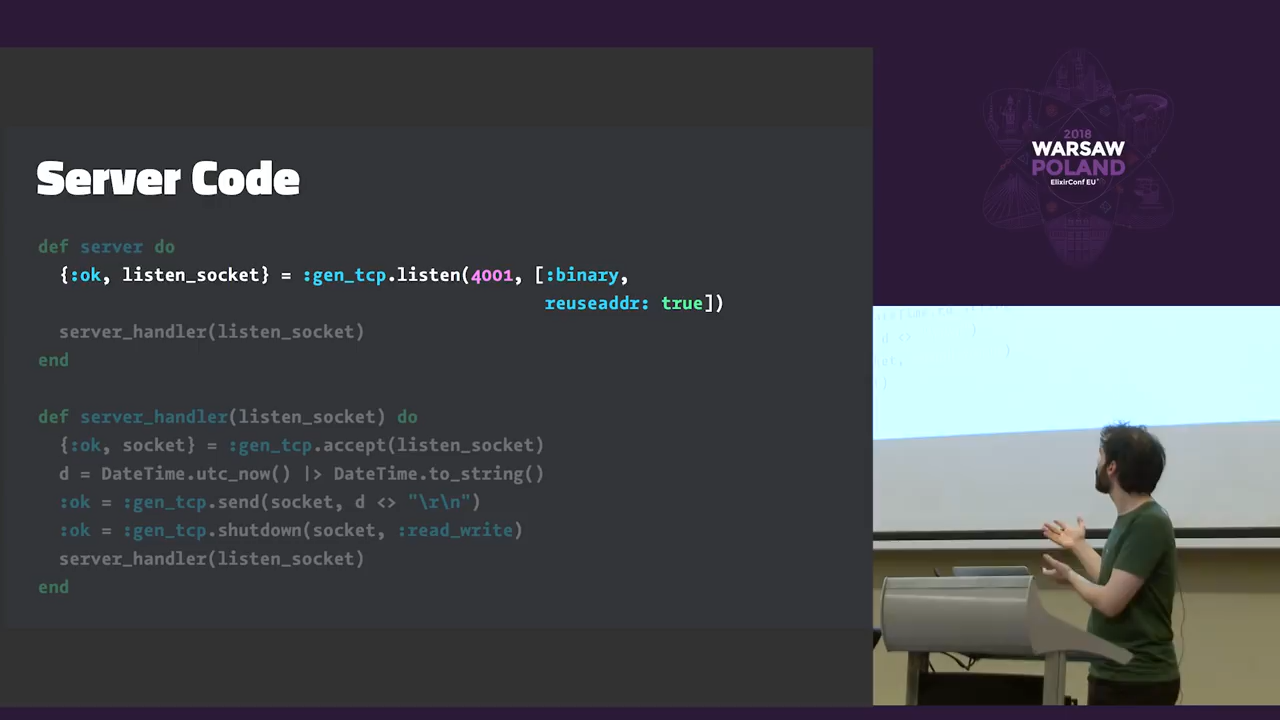 Server Code
def server do
{:ok, listen_socket} = :gen_tcp.listen(4001, [:binary,
reuseaddr: true])
server_handler(listen_socket)
end
def server_handler(listen_socket) do
{:ok, socket} = :gen_tcp.accept(listen_socket)
d = DateTime.utc_now() |> DateTime.to_string()
:ok = :gen_tcp.send(socket, d <> "\r\n")
:ok = :gen_tcp.shutdown(socket, :read_write)
server_handler(listen_socket)
end
2018
WARSAW
POLAND
ElixirConf EU
d <>